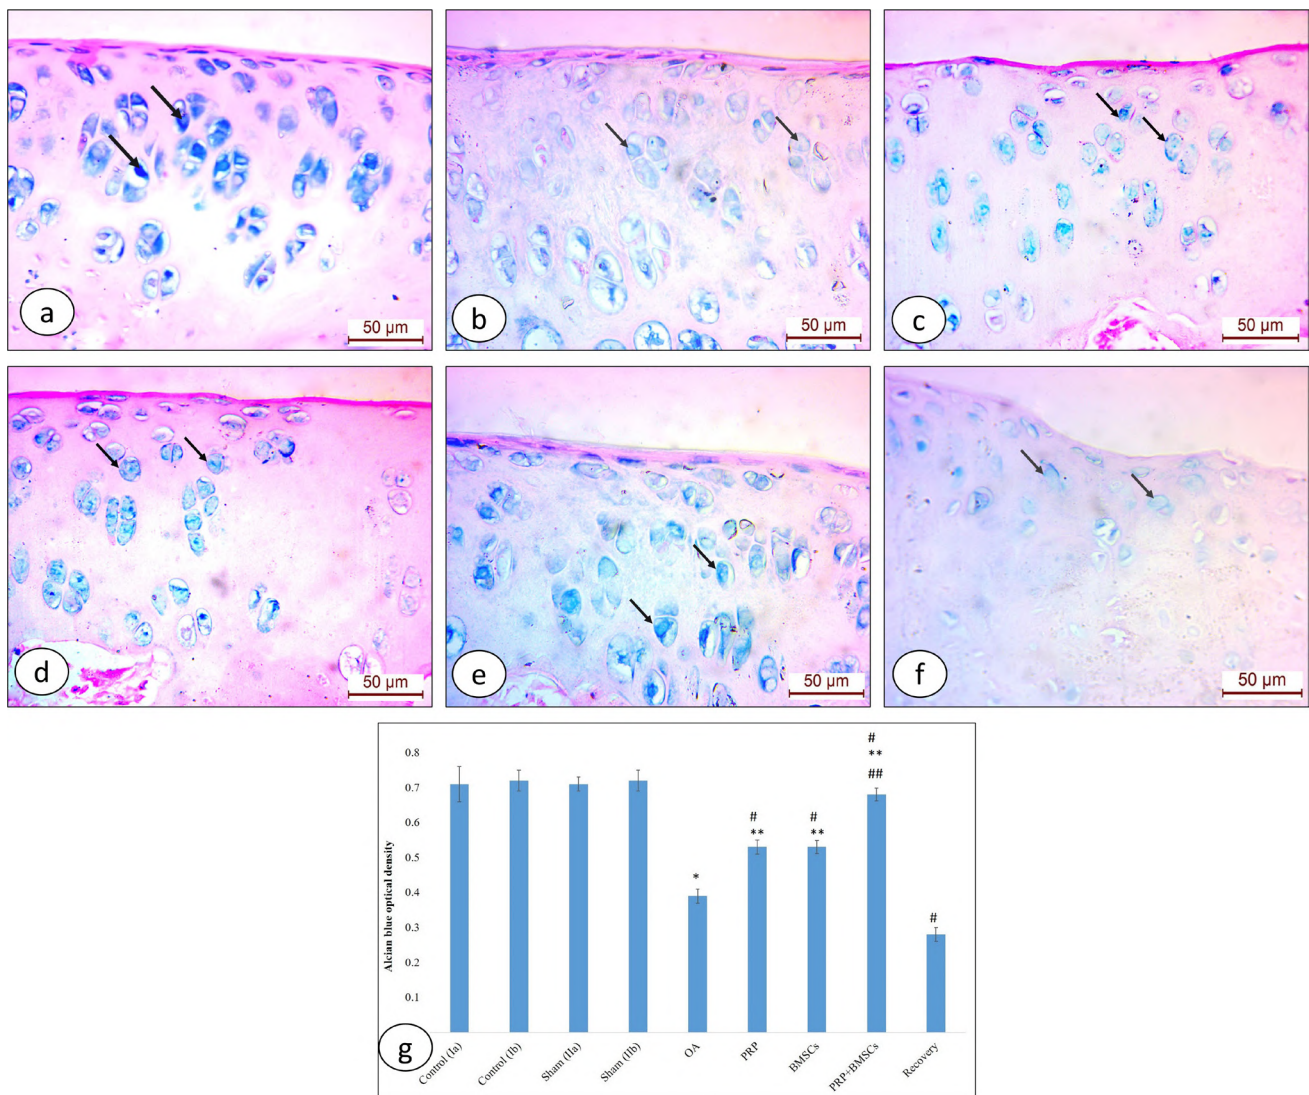 a
50 µm
b
50 µm
c
50 µm
d
50 µm
e
50 µm
f
50 µm
g
Alcian blue optical density
0.8
0.7
0.6
0.5
0.4
0.3
0.2
0.1
*
#
**
#
**
#
**
##
#
Control (Ia)
Control (Ib)
Sham (IIa)
Sham (IIb)
OA
PRP
BMSCs
PRP+BMSCs
Recovery